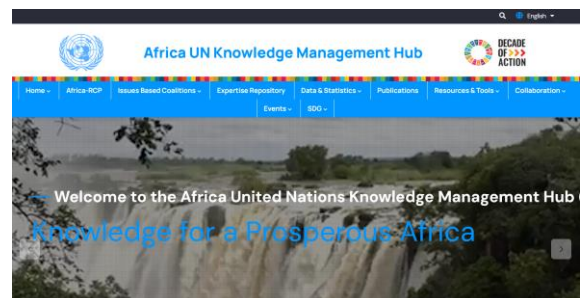 English
Africa UN Knowledge Management Hub
DECADE
OF>>>
ACTION
Home Africa-RCP Issues Based Coalitions Expertise Repository Data & Statistics Publications Resources & Tools Collaboration
Events SDG
Welcome to the Africa United Nations Knowledge Management Hub
Knowledge for a Prosperous Africa